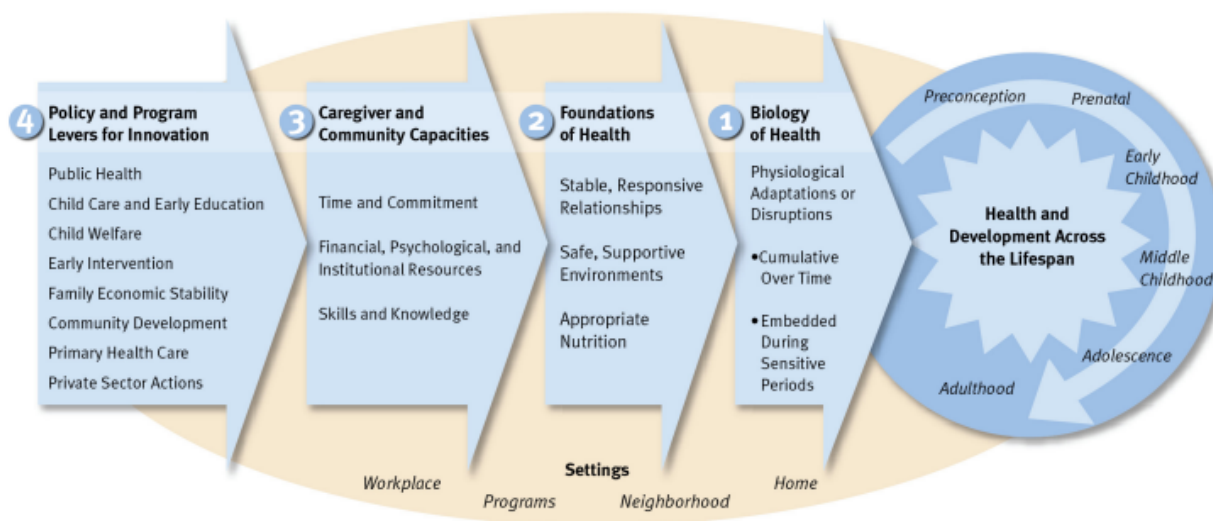 4
Policy and Program
Levers for Innovation
Public Health
Child Care and Early Education
Child Welfare
Early Intervention
Family Economic Stability
Community Development
Primary Health Care
Private Sector Actions
3
Caregiver and
Community Capacities
Time and Commitment
Financial, Psychological, and
Institutional Resources
Skills and Knowledge
2
Foundations
of Health
Stable, Responsive
Relationships
Safe, Supportive
Environments
Appropriate
Nutrition
1
Biology
of Health
Physiological
Adaptations or
Disruptions
•Cumulative
Over Time
•Embedded
During
Sensitive
Periods
Preconception
Prenatal
Early
Childhood
Middle
Childhood
Adolescence
Adulthood
Health and
Development Across
the Lifespan
Settings
Workplace
Programs
Neighborhood
Home